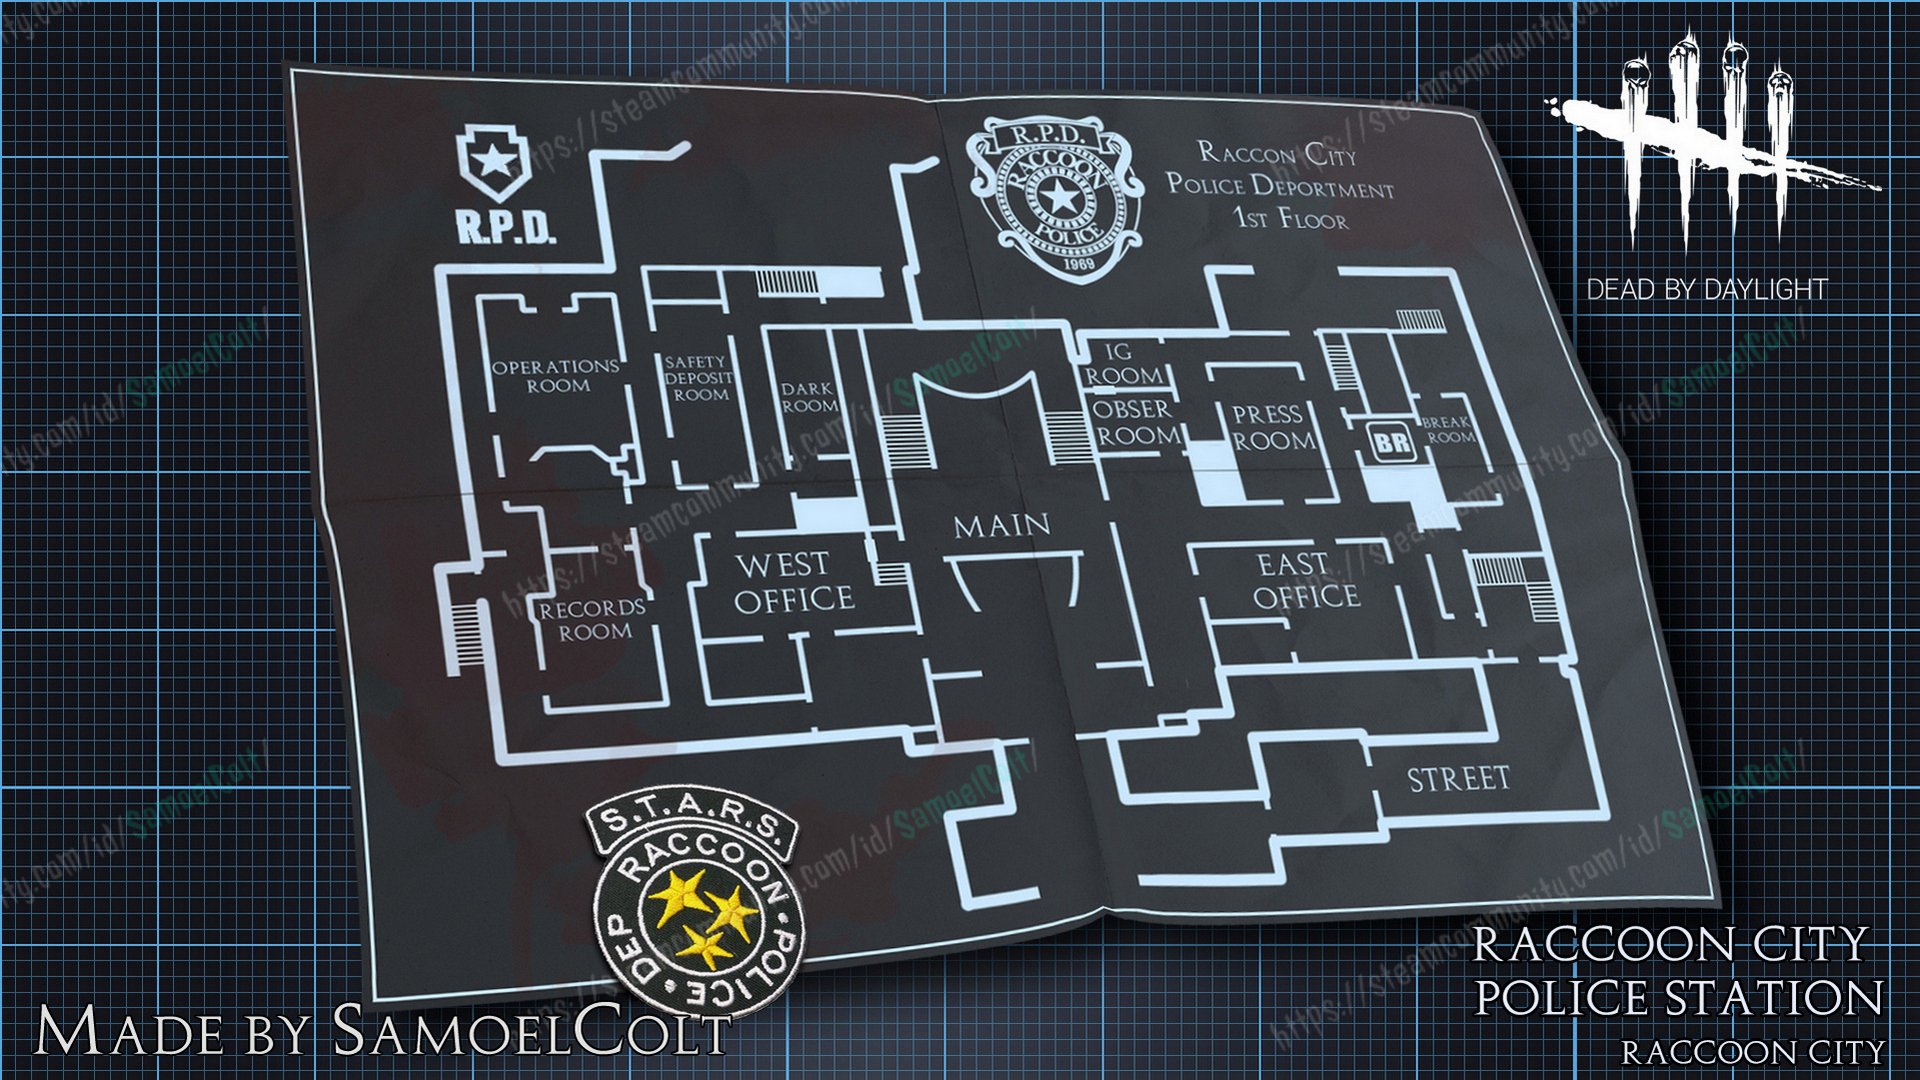 R.P.D.
R.P.D.
RACCOON
POLICE
1969
RACCON CITY
POLICE DEPORTMENT
1ST FLOOR
DEAD BY DAYLIGHT
OPERATIONS
ROOM
SAFETY
DEPOSIT
ROOM
DARK
ROOM
IG
ROOM
OBSER
ROOM
PRESS
ROOM
BR
BREAK
ROOM
MAIN
WEST
OFFICE
EAST
OFFICE
RECORDS
ROOM
STREET
S.T.A.R.S.
RACCOON • POLICE • DEP
MADE BY SAMOELCOLT
RACCOON CITY
POLICE STATION
RACCOON CITY
https://steamcommunity.com/id/SamoelColt/